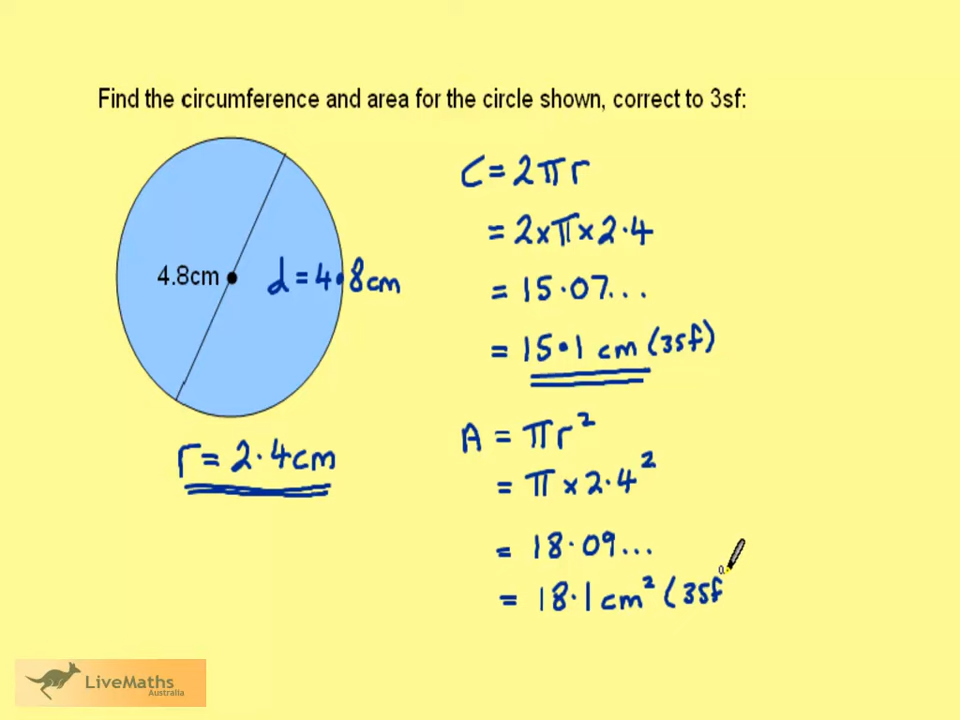 Find the circumference and area for the circle shown, correct to 3sf:
4.8cm
d = 4.8cm
r = 2.4cm
C = 2πr
= 2×π×2.4
= 15.07...
= 15.1 cm (3sf)
A = πr²
= π × 2.4²
= 18.09...
= 18.1 cm² (3sf
LiveMaths
Australia